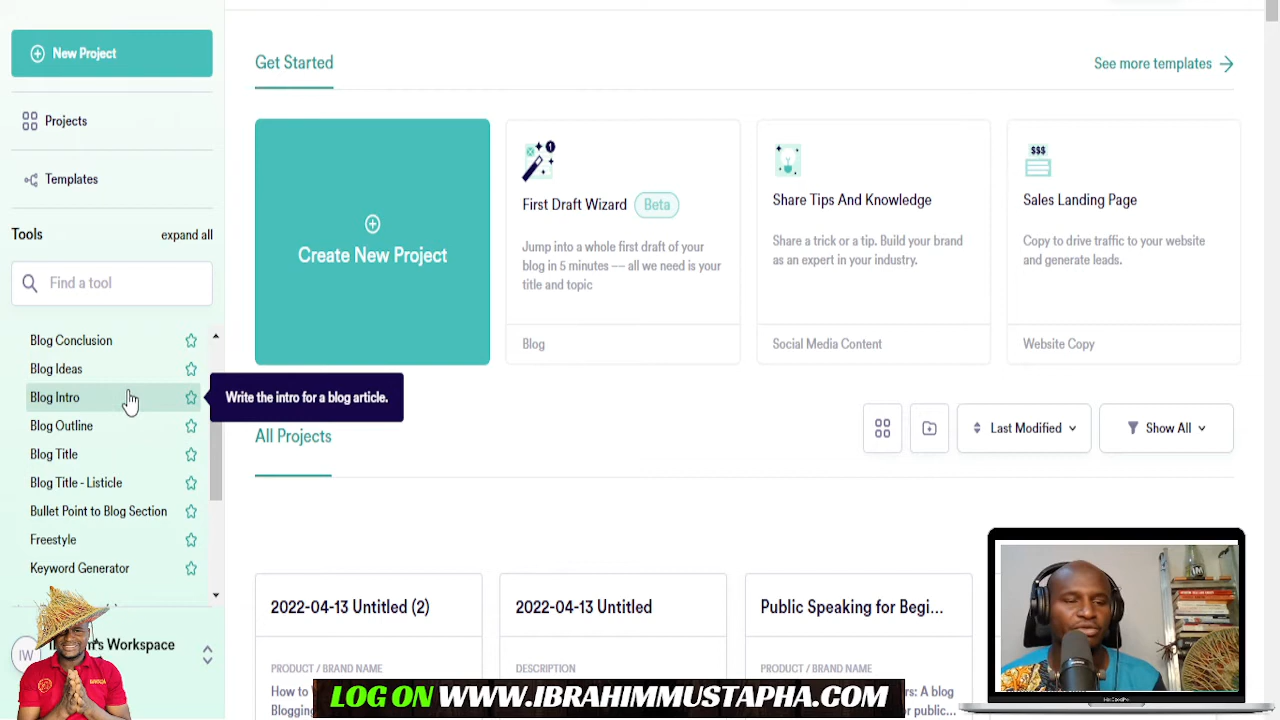 New Project
Projects
Templates
Tools
expand all
Find a tool
Blog Conclusion
Blog Ideas
Blog Intro
Blog Outline
Blog Title
Blog Title - Listicle
Bullet Point to Blog Section
Freestyle
Keyword Generator
IW
Workspace
Write the intro for a blog article.
Get Started
See more templates
Create New Project
First Draft Wizard
Beta
Jump into a whole first draft of your
blog in 5 minutes –– all we need is your
title and topic
Blog
Share Tips And Knowledge
Share a trick or a tip. Build your brand
as an expert in your industry.
Social Media Content
$$$
Sales Landing Page
Copy to drive traffic to your website
and generate leads.
Website Copy
All Projects
Last Modified
Show All
2022-04-13 Untitled (2)
PRODUCT / BRAND NAME
How to
Blogging
2022-04-13 Untitled
DESCRIPTION
Public Speaking for Begi...
PRODUCT / BRAND NAME
rs: A blog
r public...
LOG ON WWW.IBRAHIMMUSTAPHA.COM